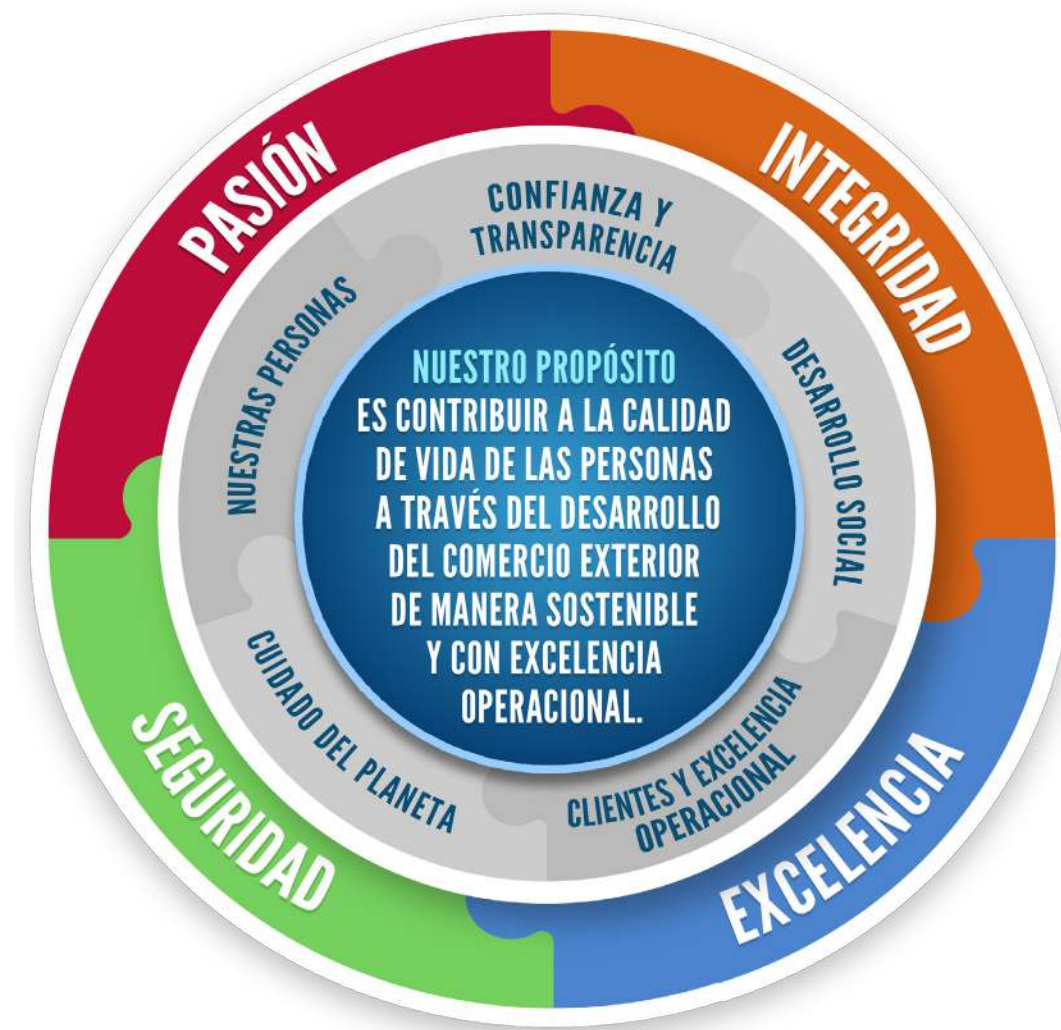 PASIÓN
INTEGRIDAD
CONFIANZA Y
TRANSPARENCIA
NUESTRAS PERSONAS
DESARROLLO SOCIAL
NUESTRO PROPÓSITO
ES CONTRIBUIR A LA CALIDAD
DE VIDA DE LAS PERSONAS
A TRAVÉS DEL DESARROLLO
DEL COMERCIO EXTERIOR
DE MANERA SOSTENIBLE
Y CON EXCELENCIA
OPERACIONAL.
CUIDADO DEL PLANETA
CLIENTES Y EXCELENCIA
OPERACIONAL
SEGURIDAD
EXCELENCIA